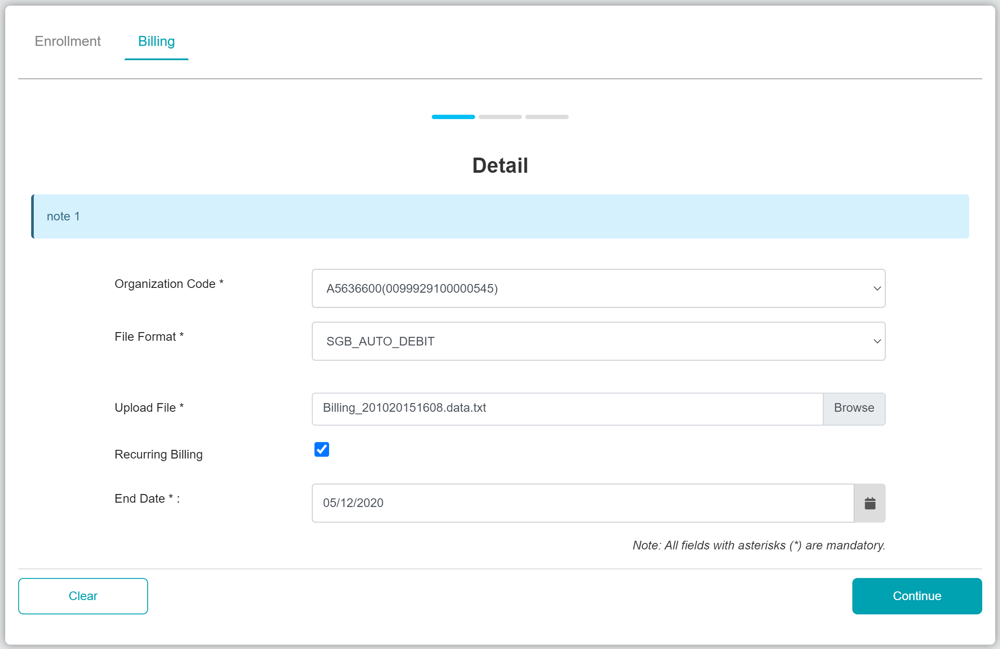 Enrollment Billing
Detail
note 1
Organization Code * A5636600(0099929100000545)
File Format * SGB_AUTO_DEBIT
Upload File * Billing_201020151608.data.txt Browse
Recurring Billing
End Date * : 05/12/2020
Note: All fields with asterisks (*) are mandatory.
Clear Continue